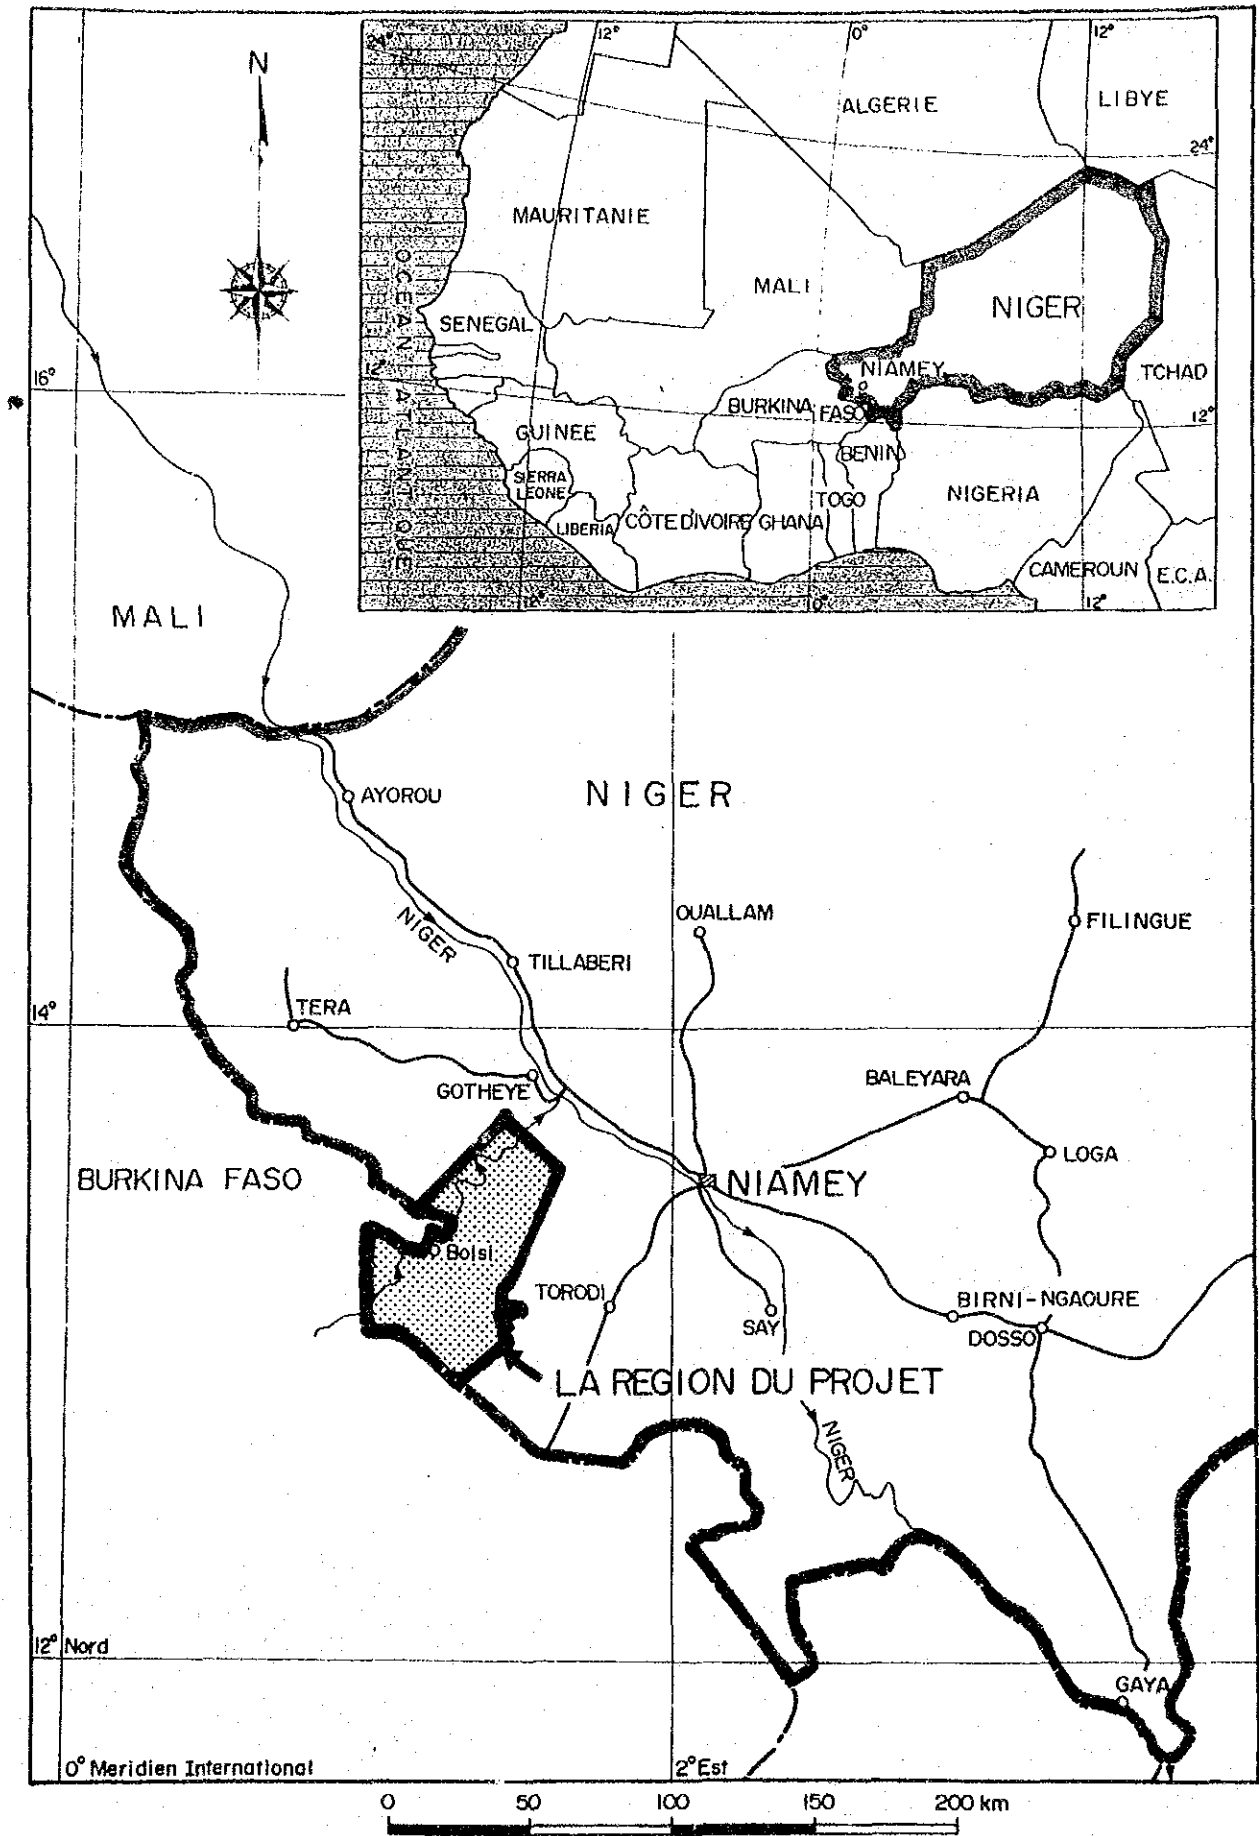 N
24°
12°
0°
12°
ALGERIE
LIBYE
24°
MAURITANIE
MALI
NIGER
OCEAN ATLANTIQUE
SENEGAL
12°
NIAMEY
TCHAD
BURKINA FASO
12°
GUINEE
BENIN
SIERRA
LEONE
NIGERIA
TOGO
LIBERIA
CÔTE D'IVOIRE
GHANA
CAMEROUN
E.C.A.
12°
0°
12°
16°
MALI
AYOROU
NIGER
OUALLAM
FILINGUE
NIGER
TILLABERI
TERA
14°
GOTHEYE
BALEYARA
LOGA
BURKINA FASO
NIAMEY
Bolsi
TORODI
SAY
BIRNI-NGAOURE
DOSSO
LA REGION DU PROJET
NIGER
12° Nord
GAYA
0° Meridien International
2° Est
0 50 100 150 200 km